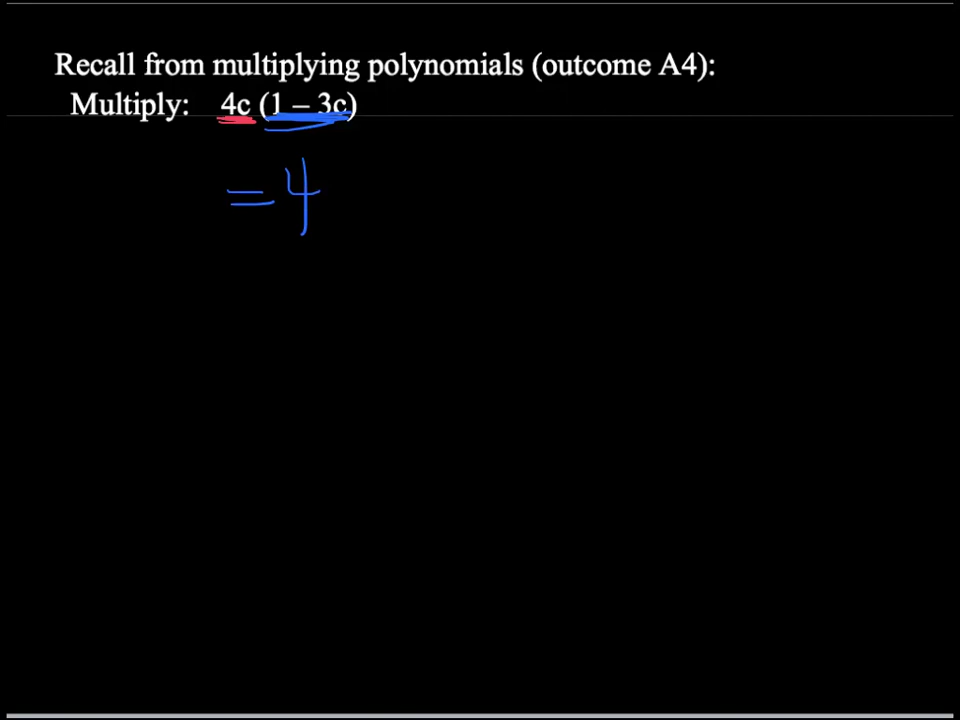 Recall from multiplying polynomials (outcome A4):
Multiply: 4c (1 – 3c)
= 4